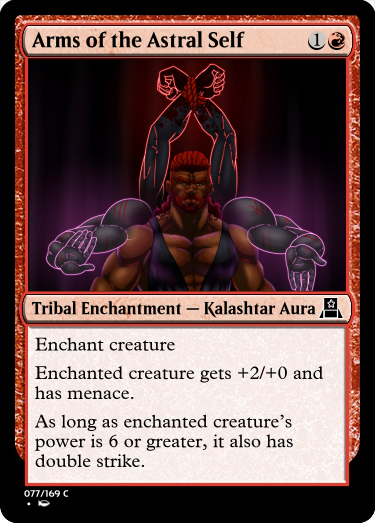 Arms of the Astral Self 1
Tribal Enchantment — Kalashtar Aura
Enchant creature
Enchanted creature gets +2/+0 and
has menace.
As long as enchanted creature's
power is 6 or greater, it also has
double strike.
077/169 C